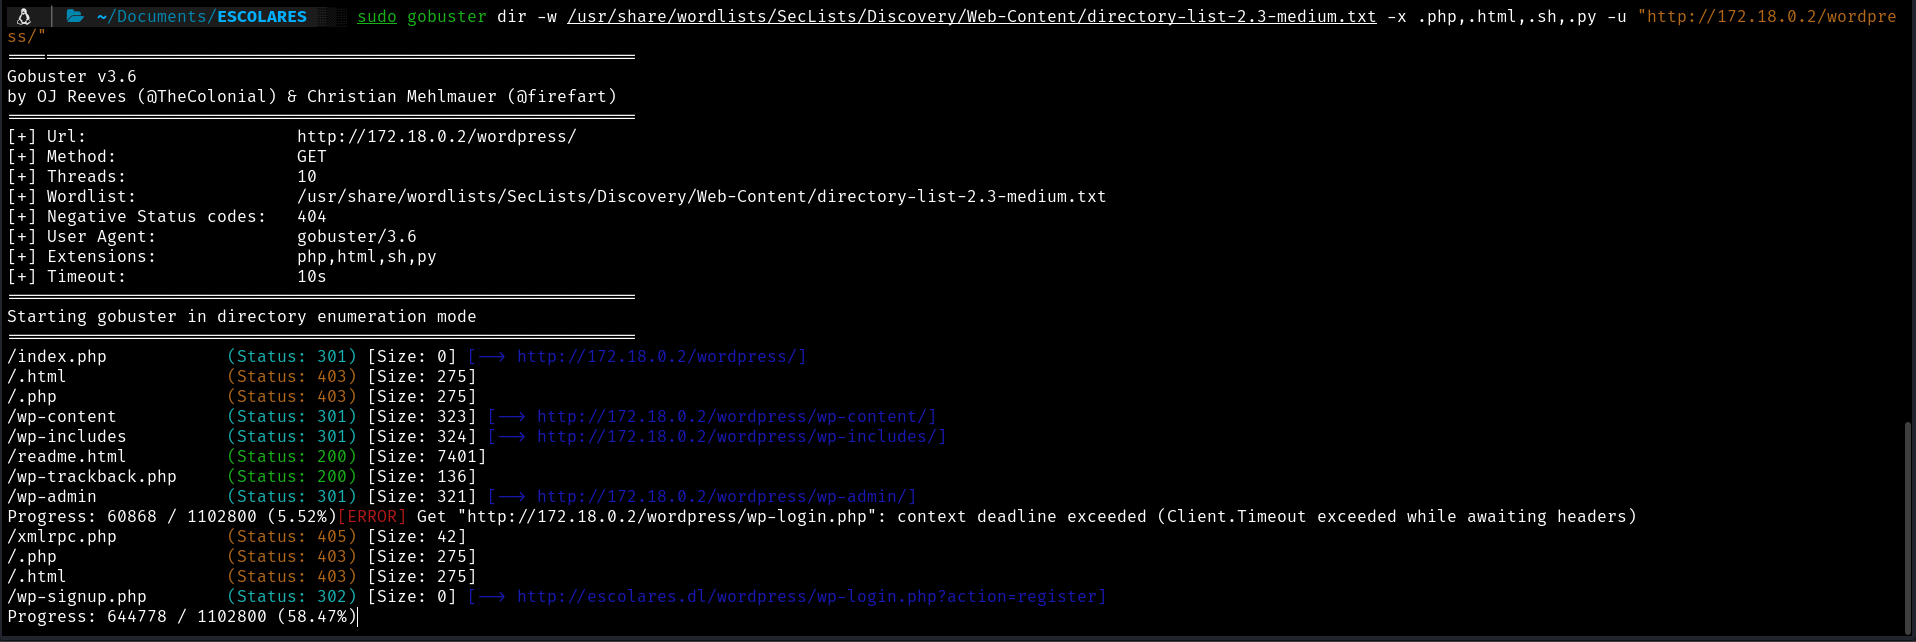 ~/Documents/ESCOLARES sudo gobuster dir -w /usr/share/wordlists/SecLists/Discovery/Web-Content/directory-list-2.3-medium.txt -x .php,.html,.sh,.py -u "http://172.18.0.2/wordpre
ss/"
===============================================================
Gobuster v3.6
by OJ Reeves (@TheColonial) & Christian Mehlmauer (@firefart)
===============================================================
[+] Url:                     http://172.18.0.2/wordpress/
[+] Method:                  GET
[+] Threads:                 10
[+] Wordlist:                /usr/share/wordlists/SecLists/Discovery/Web-Content/directory-list-2.3-medium.txt
[+] Negative Status codes:   404
[+] User Agent:              gobuster/3.6
[+] Extensions:              php,html,sh,py
[+] Timeout:                 10s
===============================================================
Starting gobuster in directory enumeration mode
===============================================================
/index.php            (Status: 301) [Size: 0] [--> http://172.18.0.2/wordpress/]
/.html                (Status: 403) [Size: 275]
/.php                 (Status: 403) [Size: 275]
/wp-content           (Status: 301) [Size: 323] [--> http://172.18.0.2/wordpress/wp-content/]
/wp-includes          (Status: 301) [Size: 324] [--> http://172.18.0.2/wordpress/wp-includes/]
/readme.html          (Status: 200) [Size: 7401]
/wp-trackback.php     (Status: 200) [Size: 136]
/wp-admin             (Status: 301) [Size: 321] [--> http://172.18.0.2/wordpress/wp-admin/]
Progress: 60868 / 1102800 (5.52%)[ERROR] Get "http://172.18.0.2/wordpress/wp-login.php": context deadline exceeded (Client.Timeout exceeded while awaiting headers)
/xmlrpc.php           (Status: 405) [Size: 42]
/.php                 (Status: 403) [Size: 275]
/.html                (Status: 403) [Size: 275]
/wp-signup.php        (Status: 302) [Size: 0] [--> http://escolares.dl/wordpress/wp-login.php?action=register]
Progress: 644778 / 1102800 (58.47%)